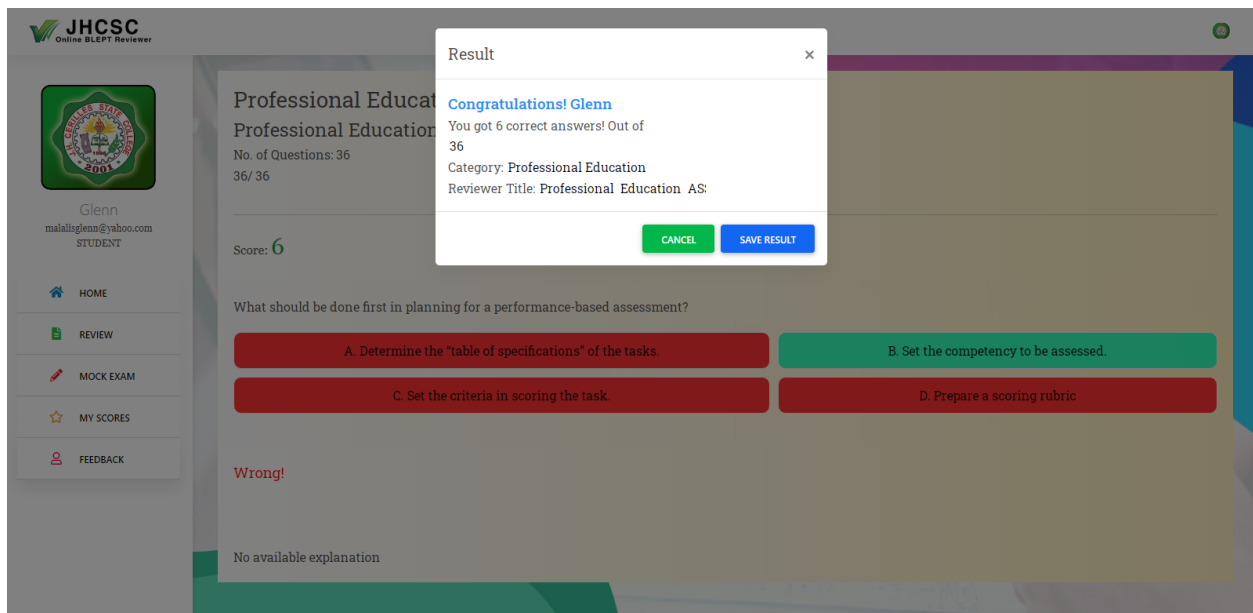 JHCSC
Online BLEPT Reviewer
J.H. CERILLES STATE COLLEGE
2001
Glenn
malalisglenn@yahoo.com
STUDENT
HOME
REVIEW
MOCK EXAM
MY SCORES
FEEDBACK
Professional Educat
Professional Education
No. of Questions: 36
36/ 36
Score: 6
Result
×
Congratulations! Glenn
You got 6 correct answers! Out of
36
Category: Professional Education
Reviewer Title: Professional Education AS
CANCEL
SAVE RESULT
What should be done first in planning for a performance-based assessment?
A. Determine the “table of specifications” of the tasks.
B. Set the competency to be assessed.
C. Set the criteria in scoring the task.
D. Prepare a scoring rubric
Wrong!
No available explanation